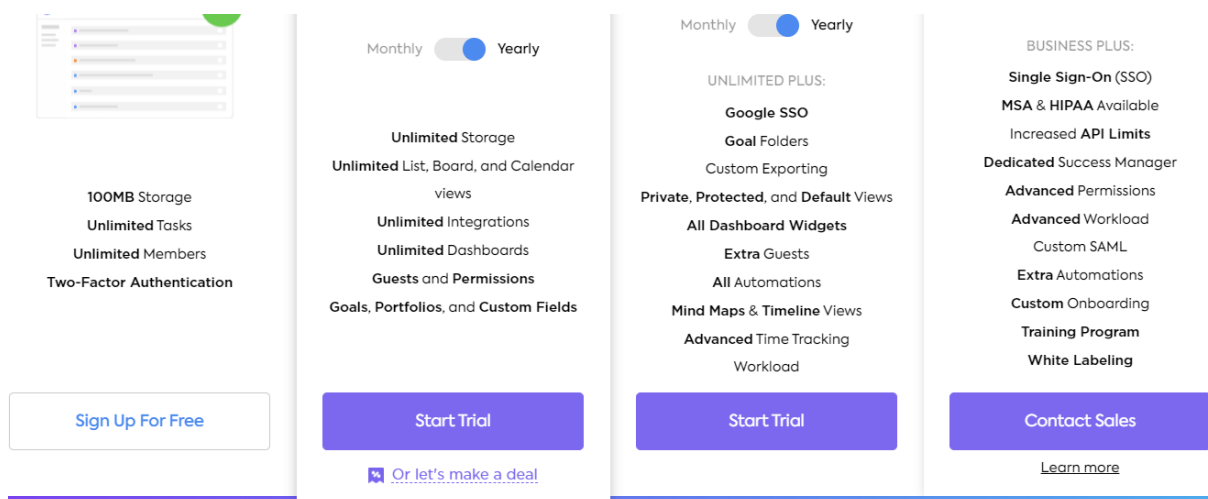 100MB Storage
Unlimited Tasks
Unlimited Members
Two-Factor Authentication
Sign Up For Free
Monthly Yearly
Unlimited Storage
Unlimited List, Board, and Calendar
views
Unlimited Integrations
Unlimited Dashboards
Guests and Permissions
Goals, Portfolios, and Custom Fields
Start Trial
Or let's make a deal
Monthly Yearly
UNLIMITED PLUS:
Google SSO
Goal Folders
Custom Exporting
Private, Protected, and Default Views
All Dashboard Widgets
Extra Guests
All Automations
Mind Maps & Timeline Views
Advanced Time Tracking
Workload
Start Trial
BUSINESS PLUS:
Single Sign-On (SSO)
MSA & HIPAA Available
Increased API Limits
Dedicated Success Manager
Advanced Permissions
Advanced Workload
Custom SAML
Extra Automations
Custom Onboarding
Training Program
White Labeling
Contact Sales
Learn more